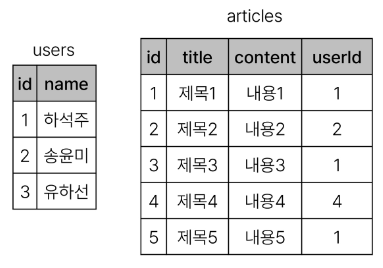 users
id name
1 하석주
2 송윤미
3 유하선
articles
id title content userId
1 제목1 내용1 1
2 제목2 내용2 2
3 제목3 내용3 1
4 제목4 내용4 4
5 제목5 내용5 1